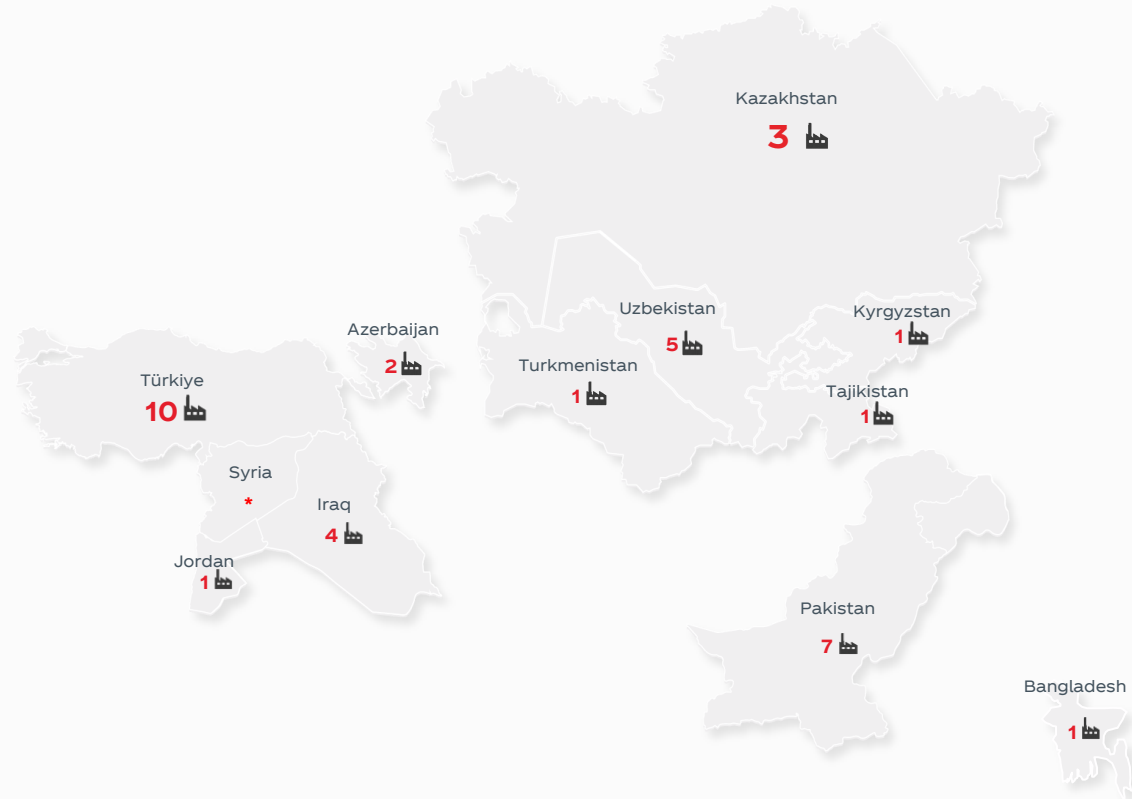 Kazakhstan
3
Uzbekistan
5
Kyrgyzstan
1
Azerbaijan
2
Turkmenistan
1
Türkiye
10
Tajikistan
1
Syria
*
Iraq
4
Jordan
1
Pakistan
7
Bangladesh
1